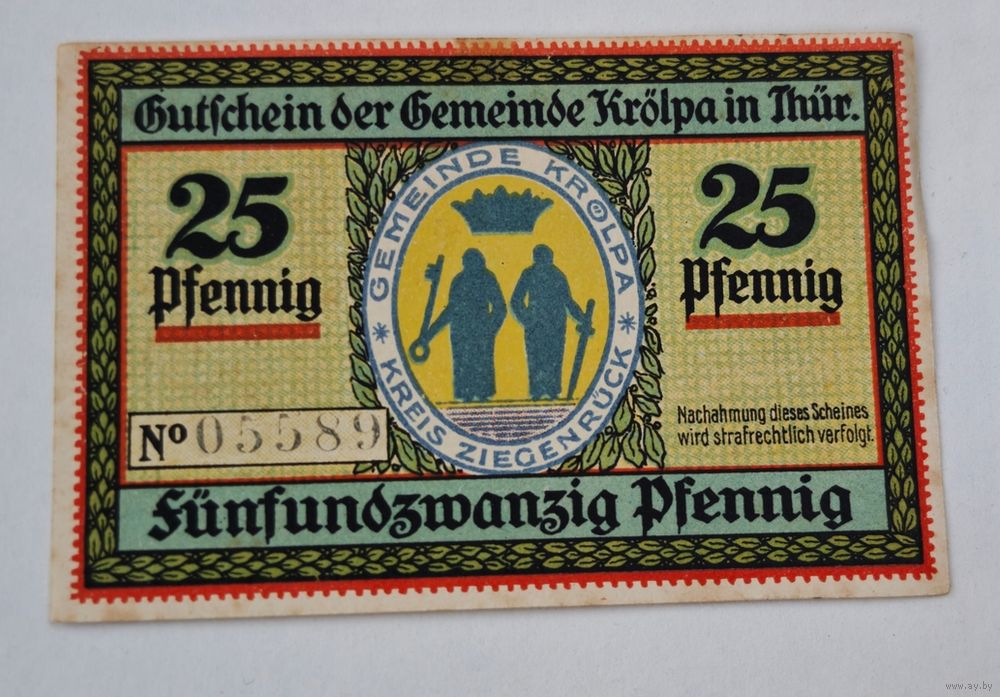 Gutschein der Gemeinde Krölpa in Thür.
25
Pfennig
25
Pfennig
GEMEINDE KRÖLPA
* KREIS ZIEGENRÜCK *
Nº 05589
Nachahmung dieses Scheines
wird strafrechtlich verfolgt.
Fünfundzwanzig Pfennig
www.ay.by